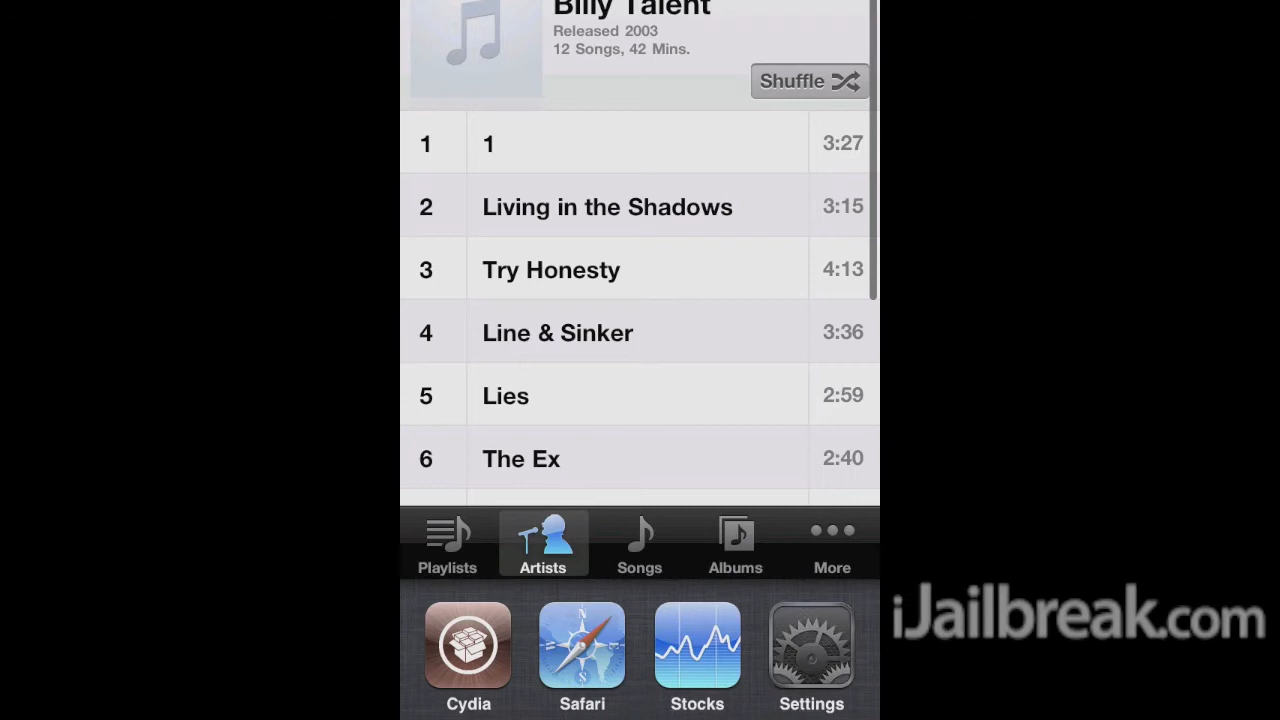 Billy Talent
Released 2003
12 Songs, 42 Mins.
Shuffle
1 1 3:27
2 Living in the Shadows 3:15
3 Try Honesty 4:13
4 Line & Sinker 3:36
5 Lies 2:59
6 The Ex 2:40
Playlists Artists Songs Albums More
iJailbreak.com
N
W E
S
Cydia Safari Stocks Settings